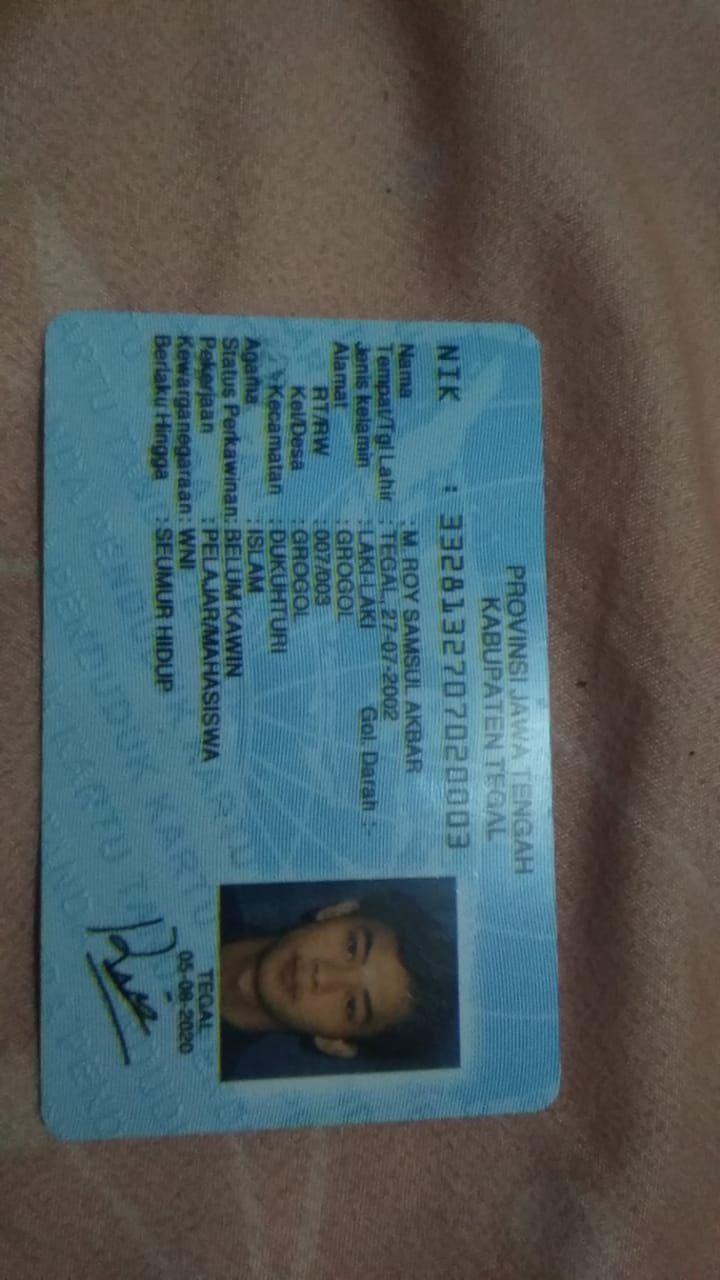 PROVINSI JAWA TENGAH
KABUPATEN TEGAL
NIK : 3328132707020003
Nama : M. ROY SAMSUL AKBAR
Tempat/Tgl Lahir : TEGAL, 27-07-2002
Jenis kelamin : LAKI-LAKI Gol. Darah : -
Alamat : GROGOL
RT/RW : 007/003
Kel/Desa : GROGOL
Kecamatan : DUKUHTURI
Agama : ISLAM
Status Perkawinan: BELUM KAWIN
Pekerjaan : PELAJAR/MAHASISWA
Kewarganegaraan: WNI
Berlaku Hingga : SEUMUR HIDUP
TEGAL
05-08-2020